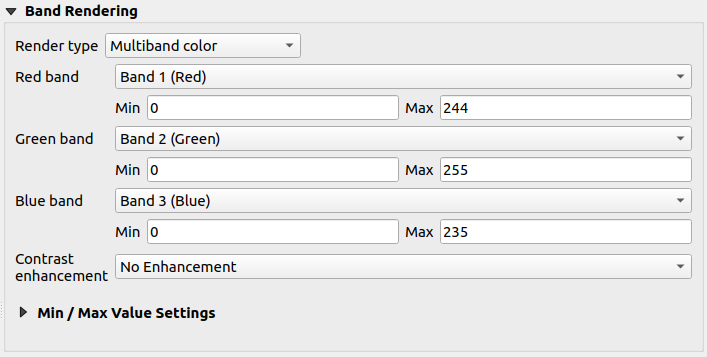 Band Rendering
Render type Multiband color
Red band Band 1 (Red)
Min 0 Max 244
Green band Band 2 (Green)
Min 0 Max 255
Blue band Band 3 (Blue)
Min 0 Max 235
Contrast
enhancement No Enhancement
Min / Max Value Settings